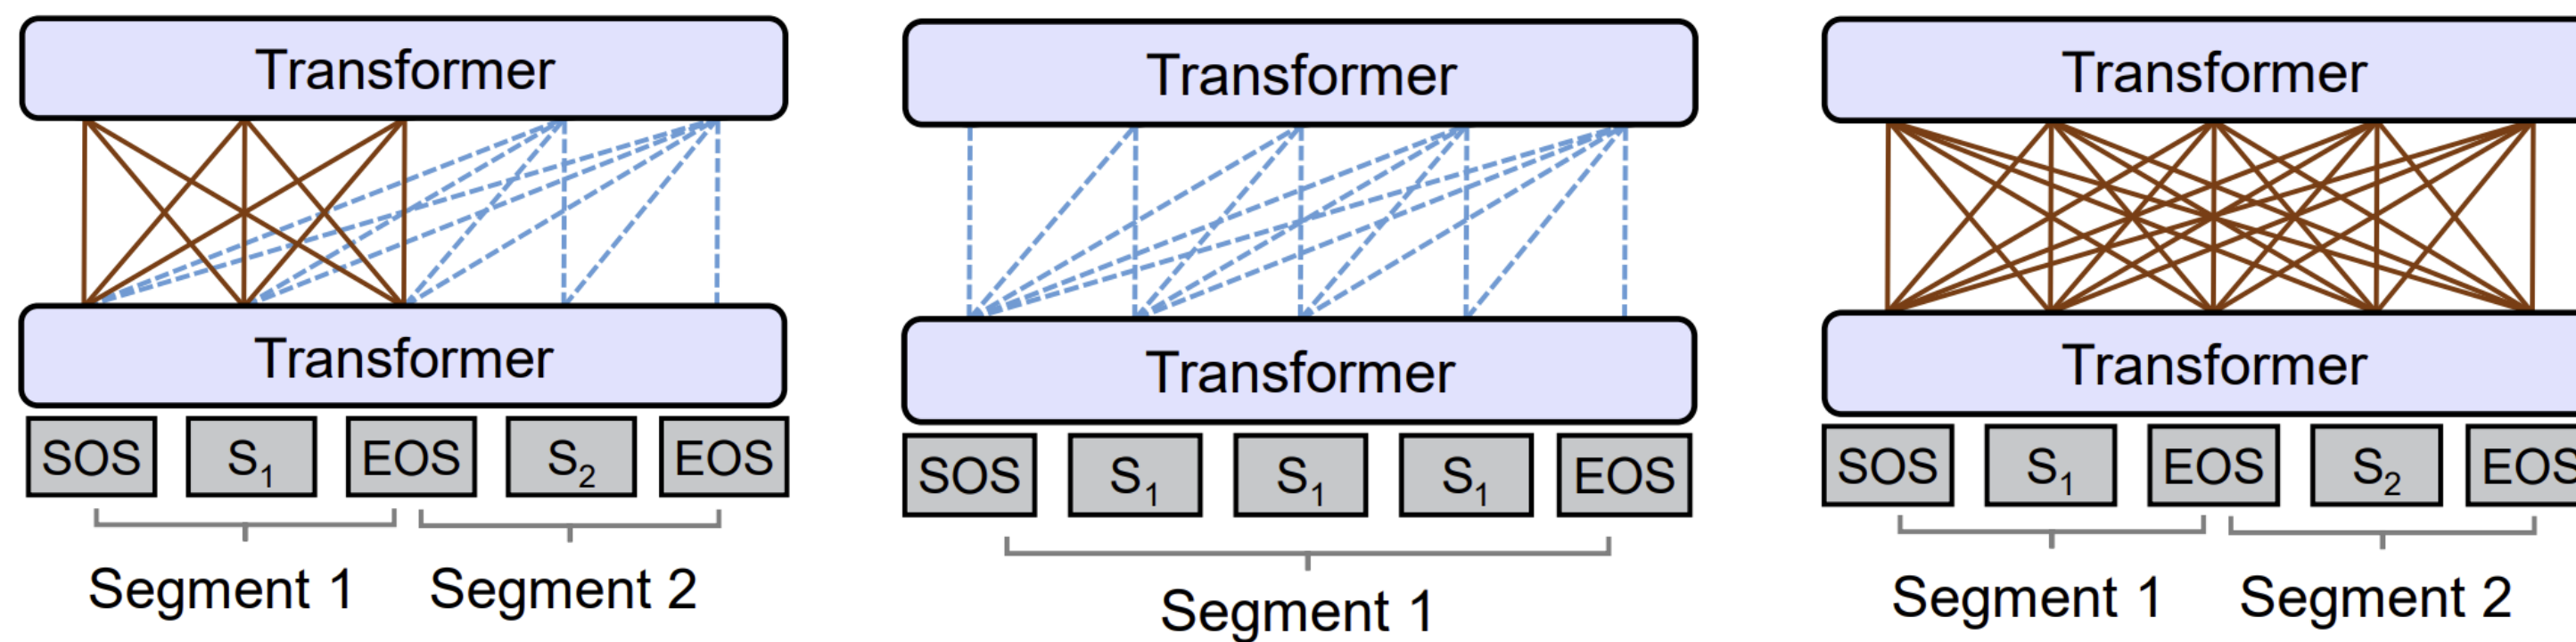 Transformer Transformer Transformer
Transformer Transformer Transformer
SOS S₁ EOS S₂ EOS SOS S₁ S₁ S₁ EOS SOS S₁ EOS S₂ EOS
Segment 1 Segment 2 Segment 1 Segment 1 Segment 2